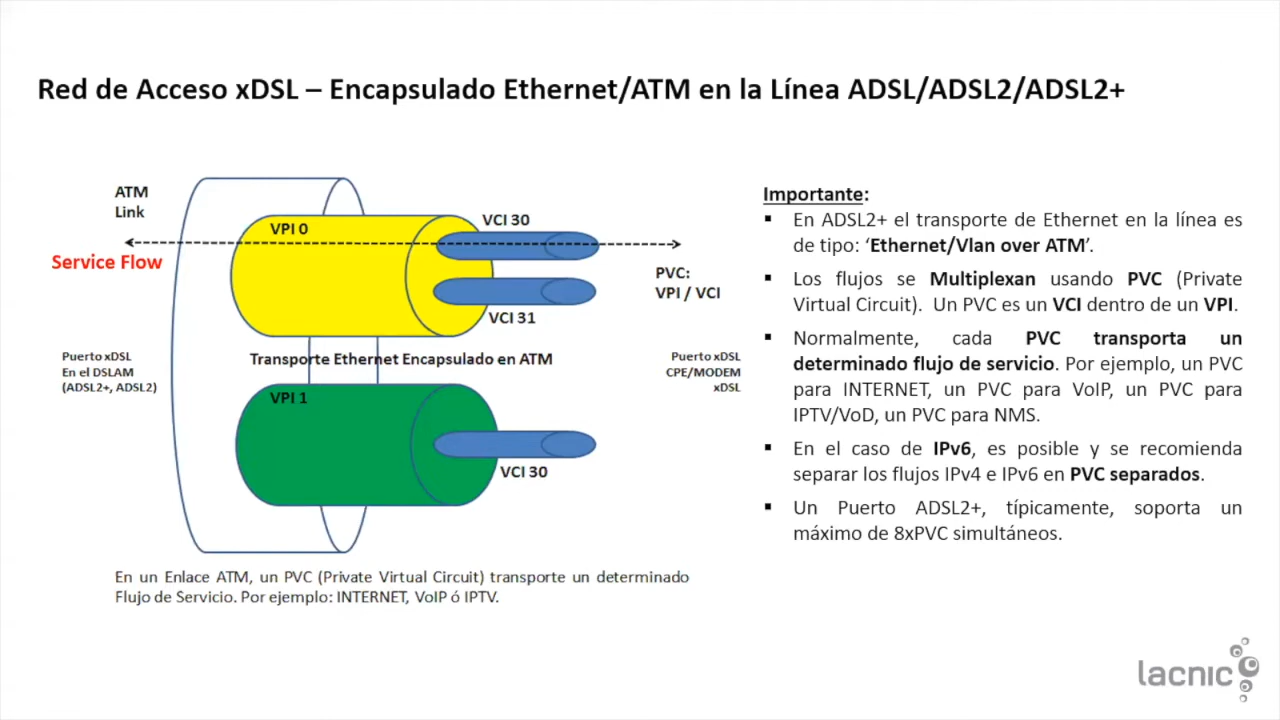 Red de Acceso xDSL – Encapsulado Ethernet/ATM en la Línea ADSL/ADSL2/ADSL2+
ATM
Link
Service Flow
VPI 0
VCI 30
VCI 31
PVC:
VPI / VCI
Puerto xDSL
En el DSLAM
(ADSL2+, ADSL2)
Transporte Ethernet Encapsulado en ATM
Puerto xDSL
CPE/MODEM
xDSL
VPI 1
VCI 30
En un Enlace ATM, un PVC (Private Virtual Circuit) transporte un determinado
Flujo de Servicio. Por ejemplo: INTERNET, VoIP ó IPTV.
Importante:
▪ En ADSL2+ el transporte de Ethernet en la línea es
de tipo: ‘Ethernet/Vlan over ATM’.
▪ Los flujos se Multiplexan usando PVC (Private
Virtual Circuit). Un PVC es un VCI dentro de un VPI.
▪ Normalmente, cada PVC transporta un
determinado flujo de servicio. Por ejemplo, un PVC
para INTERNET, un PVC para VoIP, un PVC para
IPTV/VoD, un PVC para NMS.
▪ En el caso de IPv6, es posible y se recomienda
separar los flujos IPv4 e IPv6 en PVC separados.
▪ Un Puerto ADSL2+, típicamente, soporta un
máximo de 8xPVC simultáneos.
lacnic